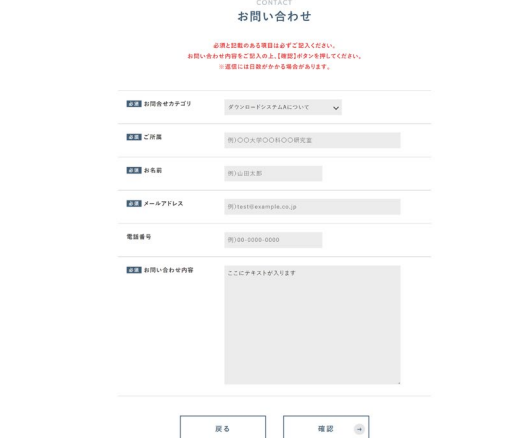 CONTACT
お問い合わせ
必須と記載のある項目は必ずご記入ください。
お問い合わせ内容をご記入の上、【確認】ボタンを押してください。
※返信には日数がかかる場合があります。
必須 お問合せカテゴリ
ダウンロードシステムAについて
必須 ご所属
例)〇〇大学〇〇科〇〇研究室
必須 お名前
例)山田太郎
必須 メールアドレス
例)test@example.co.jp
電話番号
例)00-0000-0000
必須 お問い合わせ内容
ここにテキストが入ります
戻る
確認